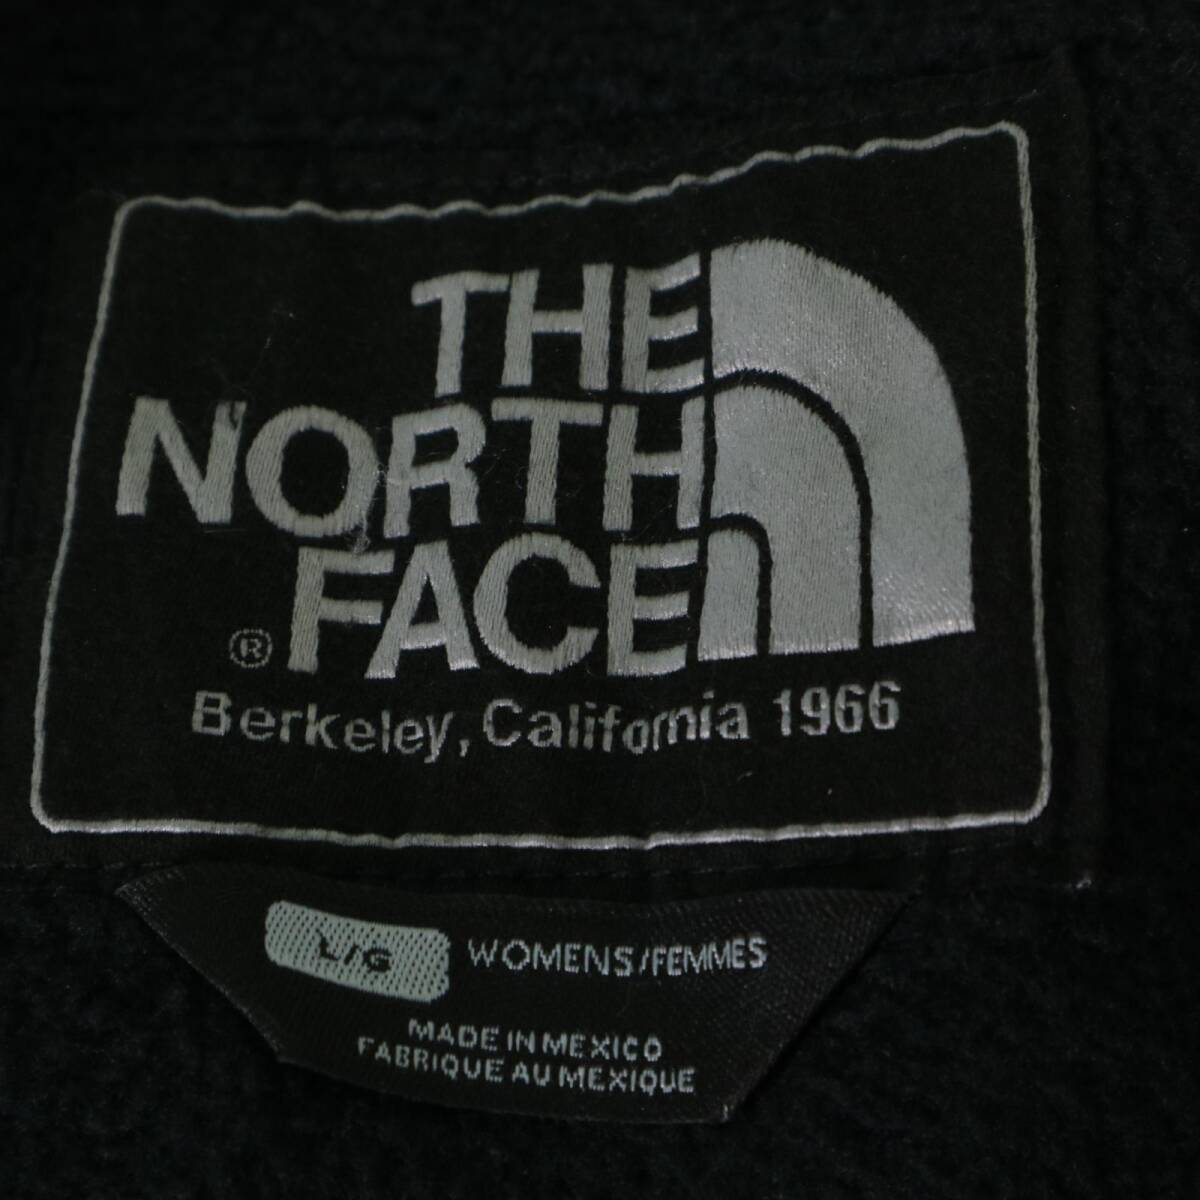 THE
NORTH
FACE
®
Berkeley, California 1966
L/G WOMENS/FEMMES
MADE IN MEXICO
FABRIQUE AU MEXIQUE